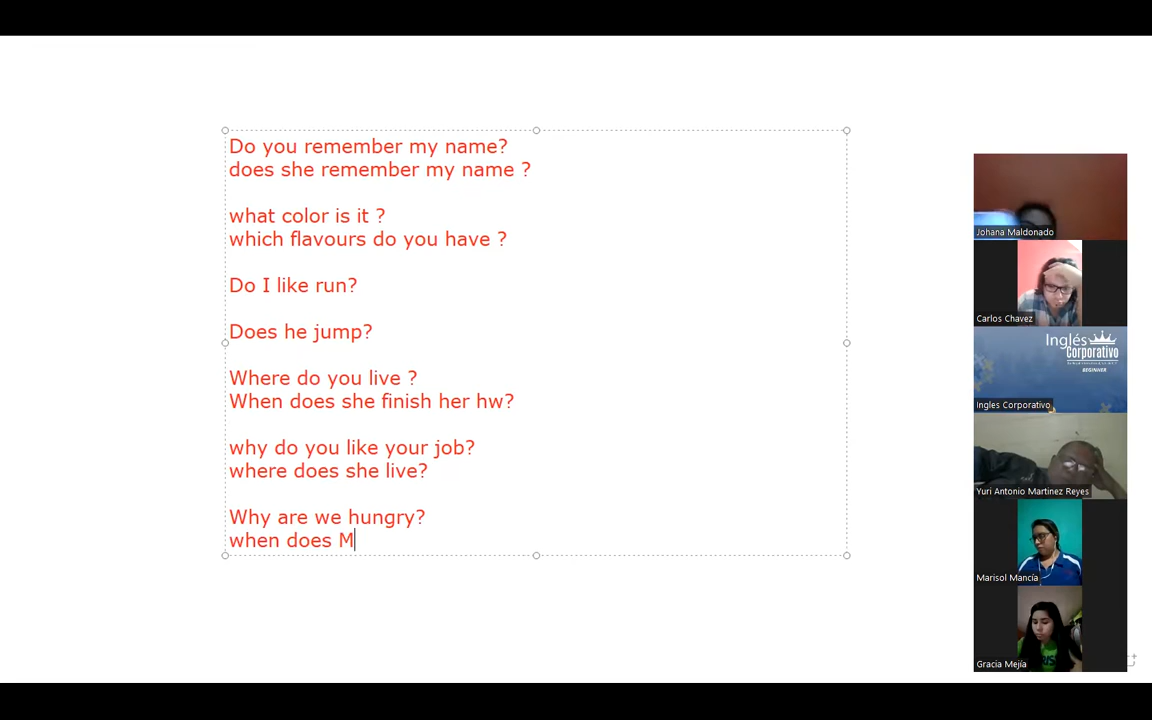 Do you remember my name?
does she remember my name ?
what color is it ?
which flavours do you have ?
Do I like run?
Does he jump?
Where do you live ?
When does she finish her hw?
why do you like your job?
where does she live?
Why are we hungry?
when does M
Johana Maldonado
Carlos Chavez
Inglés
Corporativo
BEGINNER
Ingles Corporativo
Yuri Antonio Martinez Reyes
Marisol Mancía
Gracia Mejía